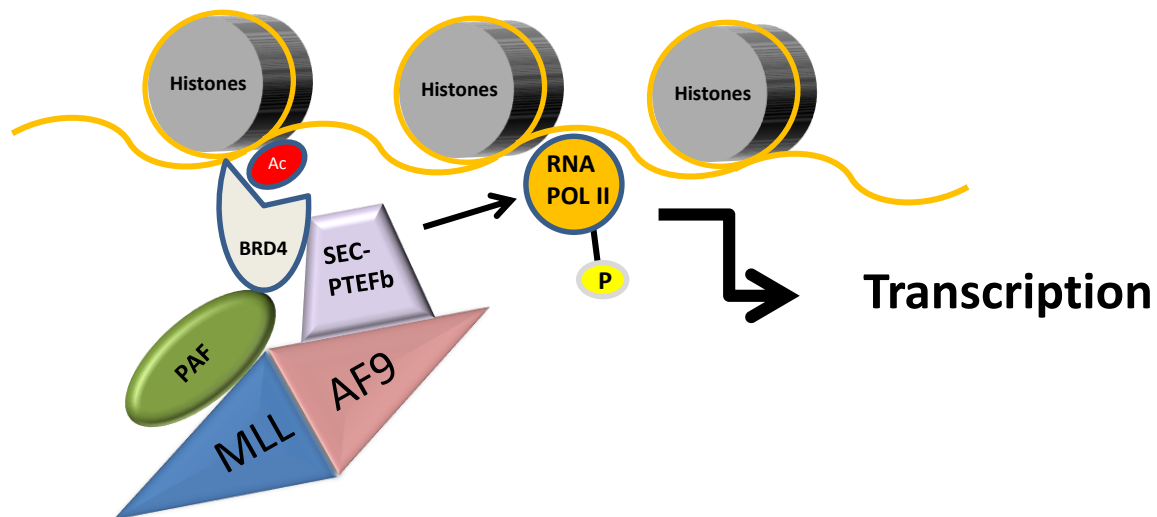 Histones
Histones
Histones
Ac
RNA
POL II
BRD4
SEC-
PTEFb
P
Transcription
PAF
AF9
MLL